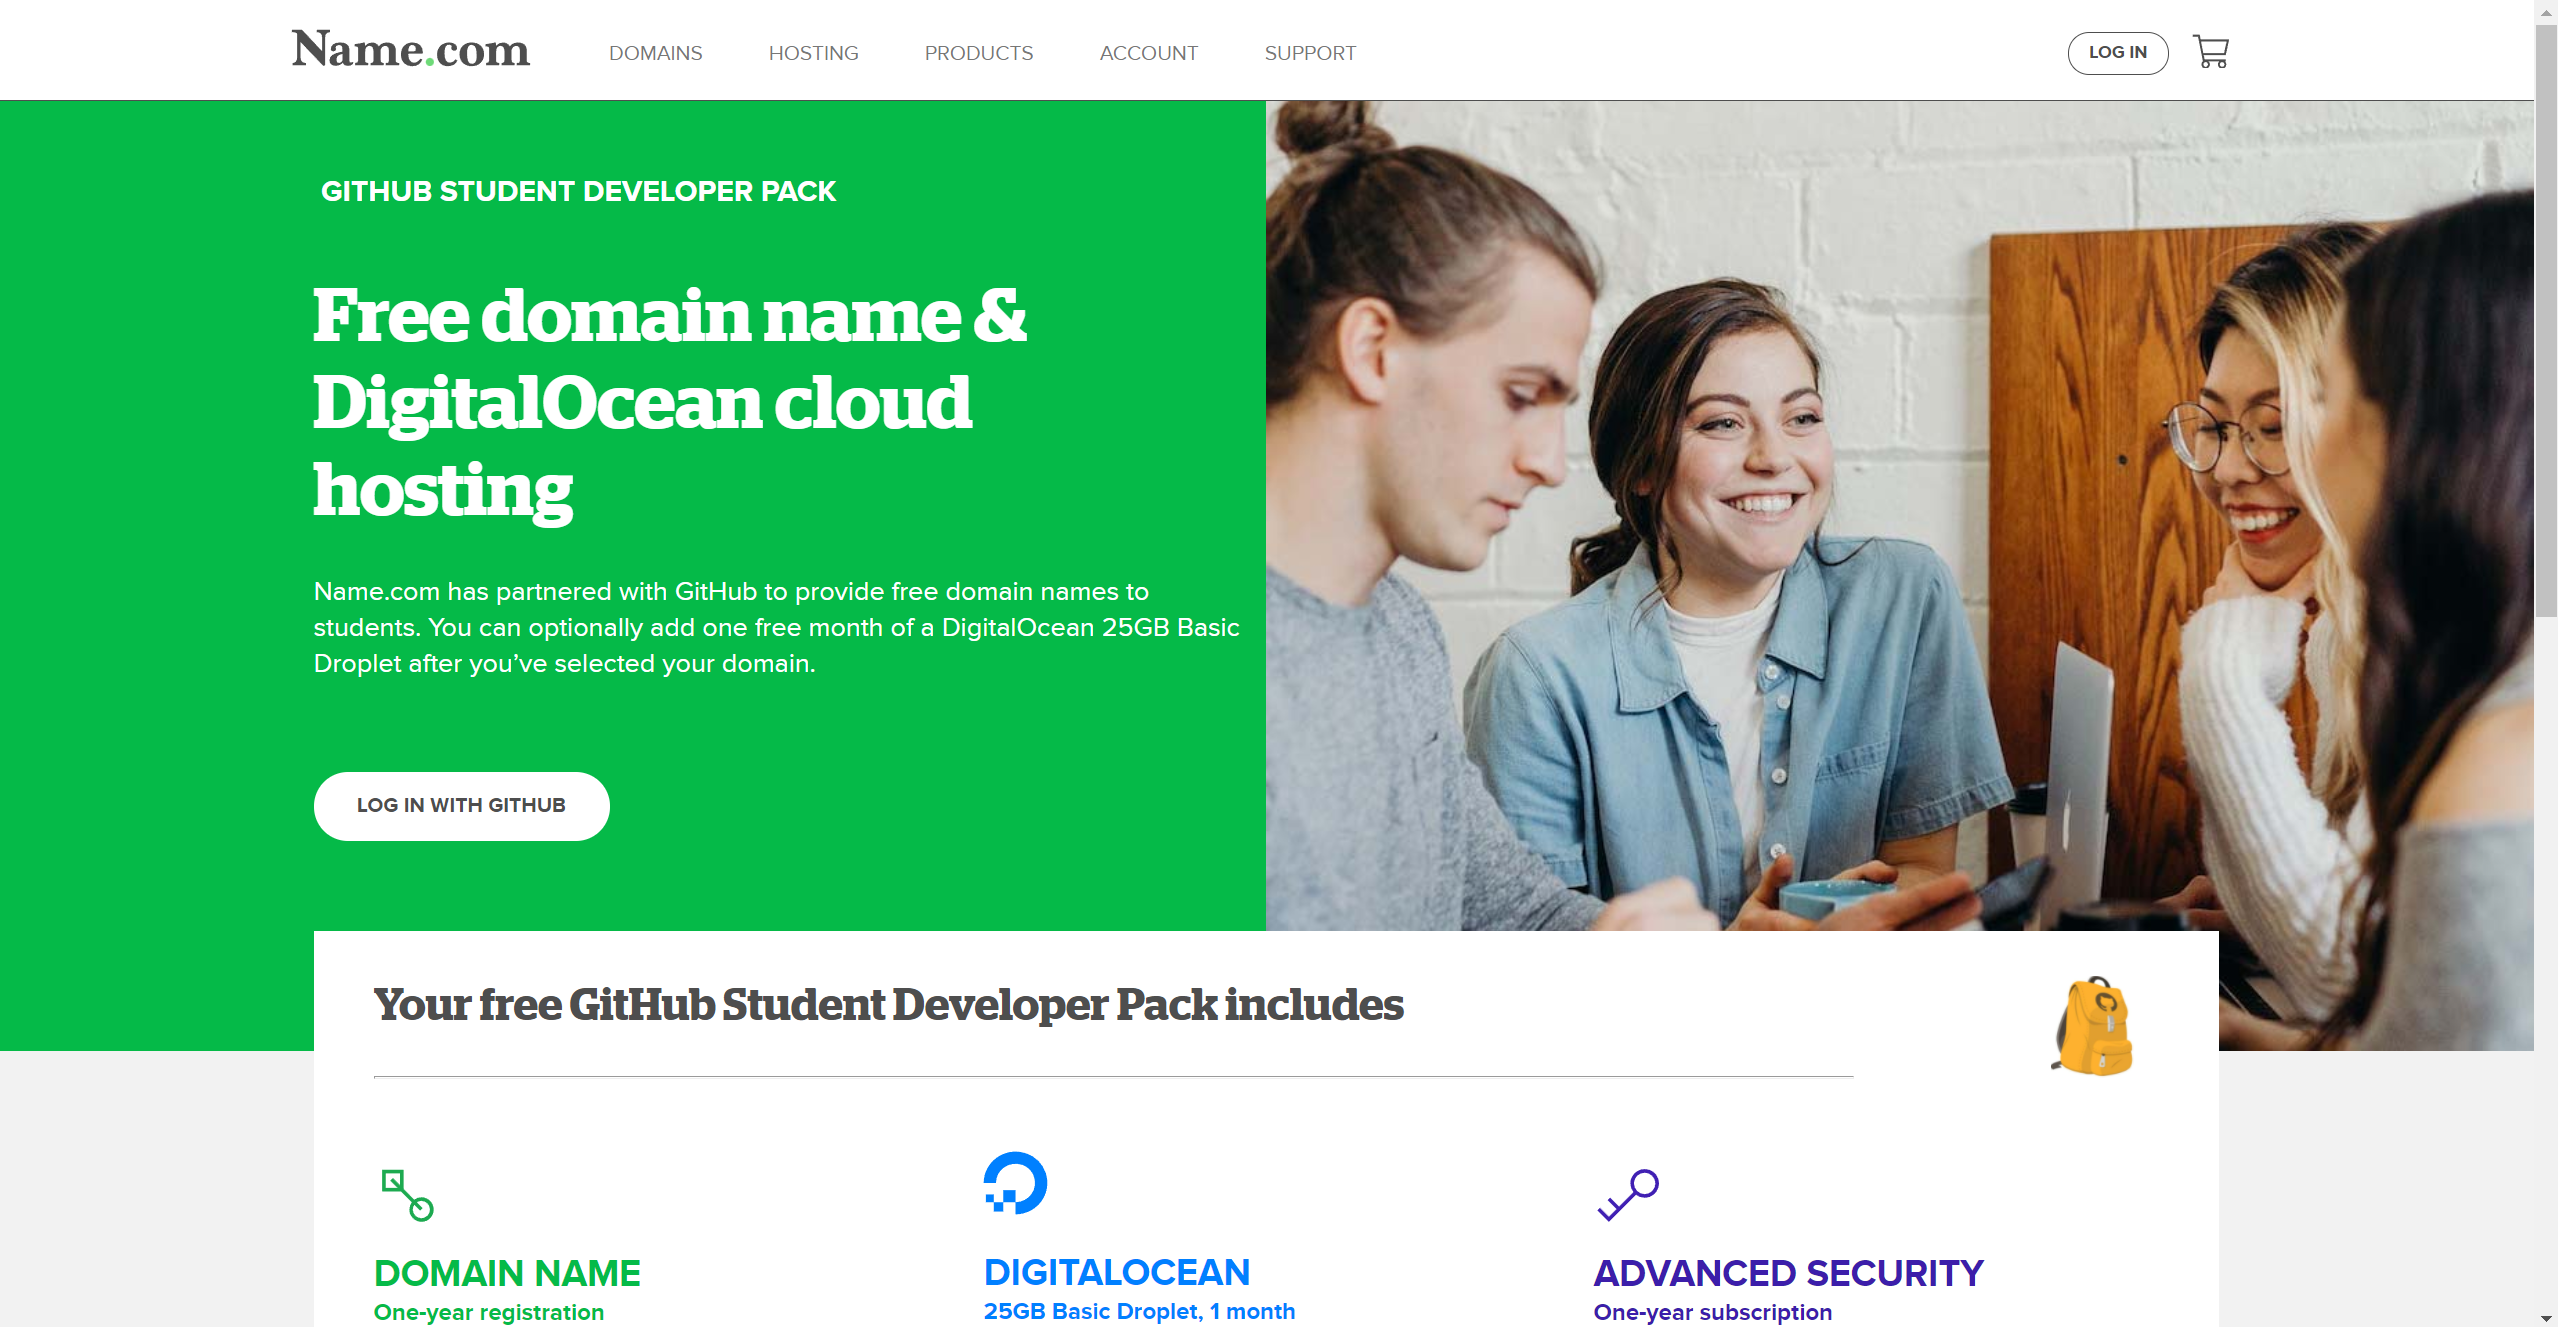 Name.com
DOMAINS
HOSTING
PRODUCTS
ACCOUNT
SUPPORT
LOG IN
GITHUB STUDENT DEVELOPER PACK
Free domain name &
DigitalOcean cloud
hosting
Name.com has partnered with GitHub to provide free domain names to
students. You can optionally add one free month of a DigitalOcean 25GB Basic
Droplet after you’ve selected your domain.
LOG IN WITH GITHUB
Your free GitHub Student Developer Pack includes
DOMAIN NAME
One-year registration
DIGITALOCEAN
25GB Basic Droplet, 1 month
ADVANCED SECURITY
One-year subscription